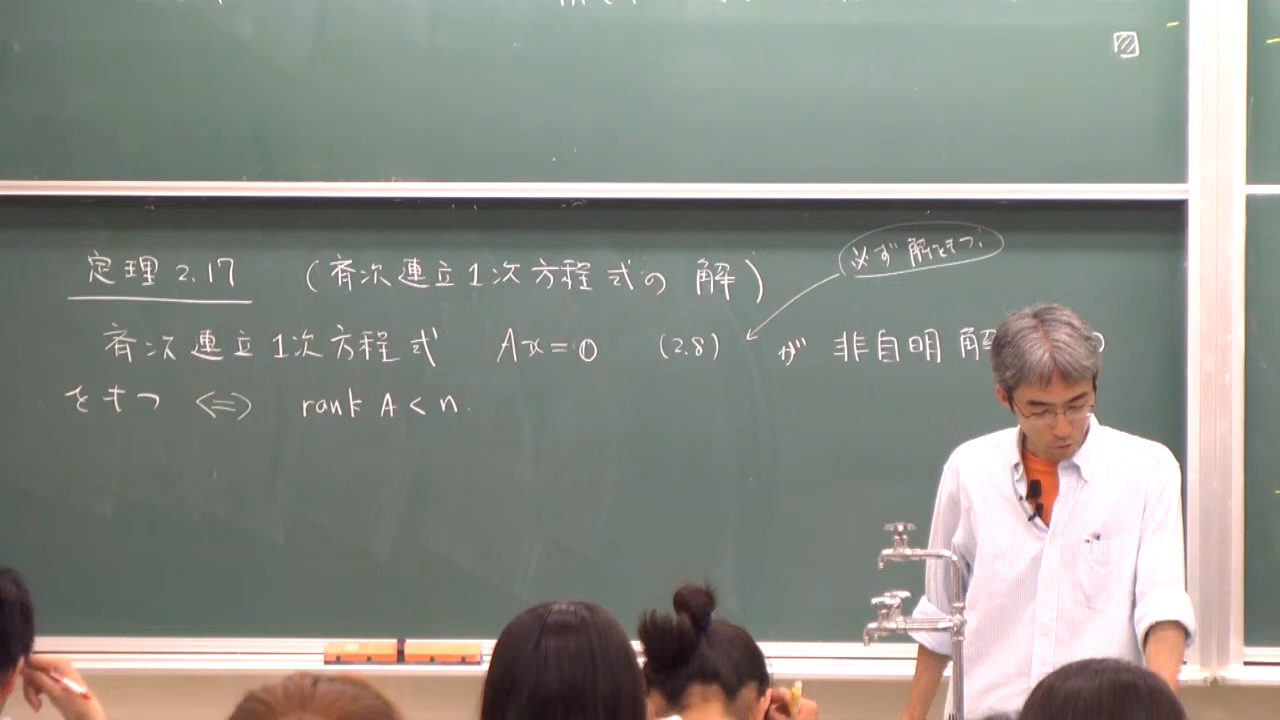 必ず解をもつ.
定理 2.17 (斉次連立1次方程式の解)
斉次連立1次方程式 Ax=0 (2.8) が 非自明解
をもつ ⇔ rank A < n.